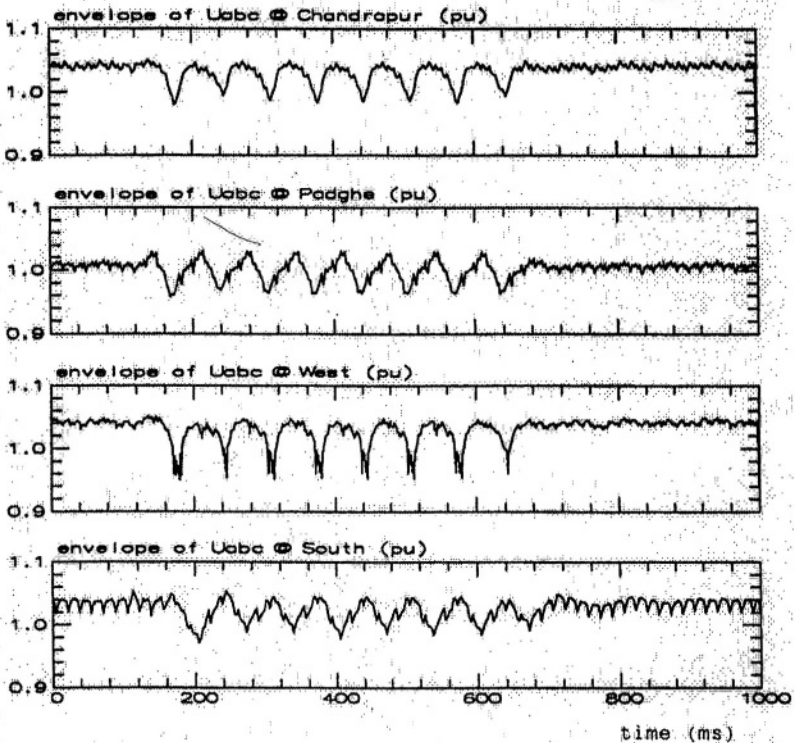 envelope of Uabc @ Chandrapur (pu)
1.1
1.0
0.9
envelope of Uabc @ Padghe (pu)
1.1
1.0
0.9
envelope of Uabc @ West (pu)
1.1
1.0
0.9
envelope of Uabc @ South (pu)
1.1
1.0
0.9
0 200 400 600 800 1000
time (ms)